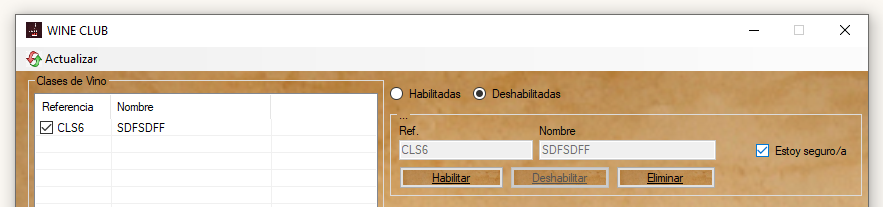 WINE CLUB
Actualizar
Clases de Vino
Referencia Nombre
CLS6 SDFSDFF
Habilitadas Deshabilitadas
...
Ref. Nombre
CLS6 SDFSDFF Estoy seguro/a
Habilitar Deshabilitar Eliminar